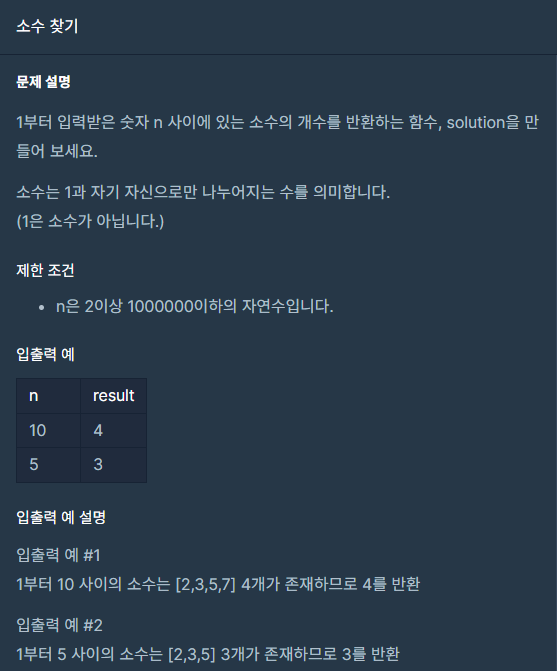 소수 찾기
문제 설명
1부터 입력받은 숫자 n 사이에 있는 소수의 개수를 반환하는 함수, solution을 만
들어 보세요.
소수는 1과 자기 자신으로만 나누어지는 수를 의미합니다.
(1은 소수가 아닙니다.)
제한 조건
• n은 2이상 1000000이하의 자연수입니다.
입출력 예
n result
10 4
5 3
입출력 예 설명
입출력 예 #1
1부터 10 사이의 소수는 [2,3,5,7] 4개가 존재하므로 4를 반환
입출력 예 #2
1부터 5 사이의 소수는 [2,3,5] 3개가 존재하므로 3를 반환